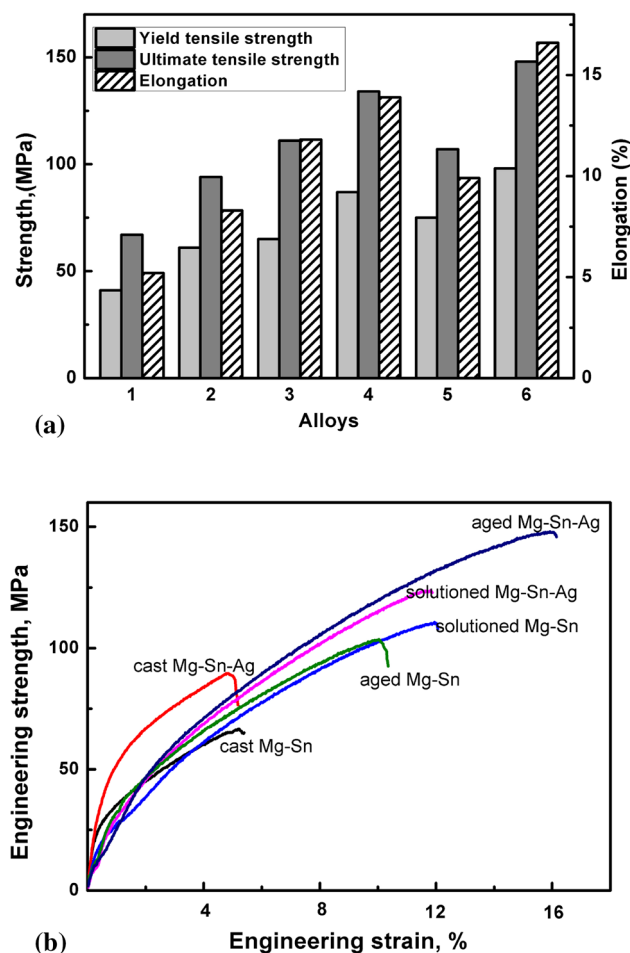 Yield tensile strength
Ultimate tensile strength
Elongation
Strength,(MPa)
150
100
50
0
15
10
5
0
Elongation (%)
1 2 3 4 5 6
Alloys
(a)
Engineering strength, MPa
150
100
50
0
aged Mg-Sn-Ag
solutioned Mg-Sn-Ag
solutioned Mg-Sn
cast Mg-Sn-Ag
aged Mg-Sn
cast Mg-Sn
4 8 12 16
Engineering strain, %
(b)